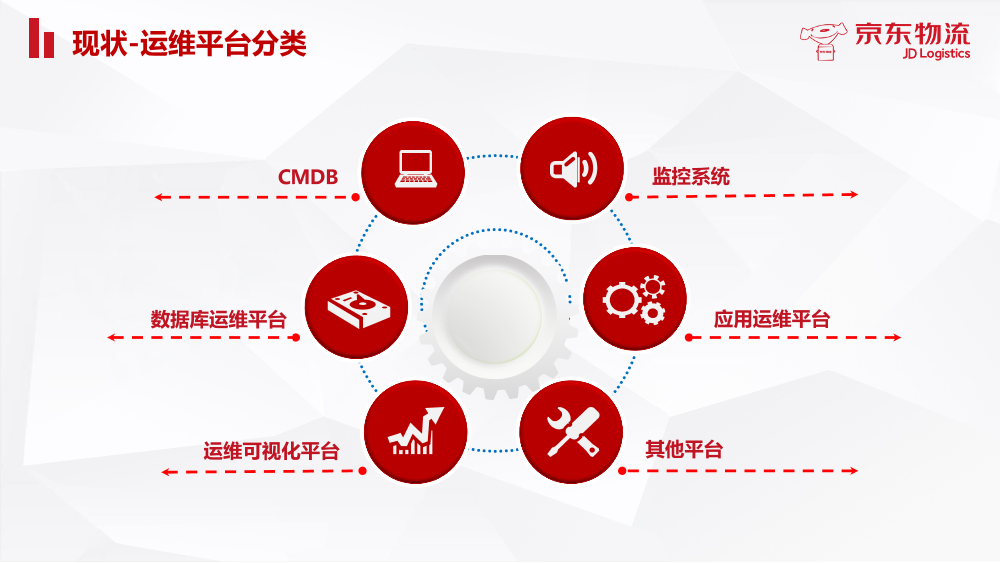 现状-运维平台分类
京东物流
JD Logistics
CMDB
监控系统
数据库运维平台
应用运维平台
运维可视化平台
其他平台